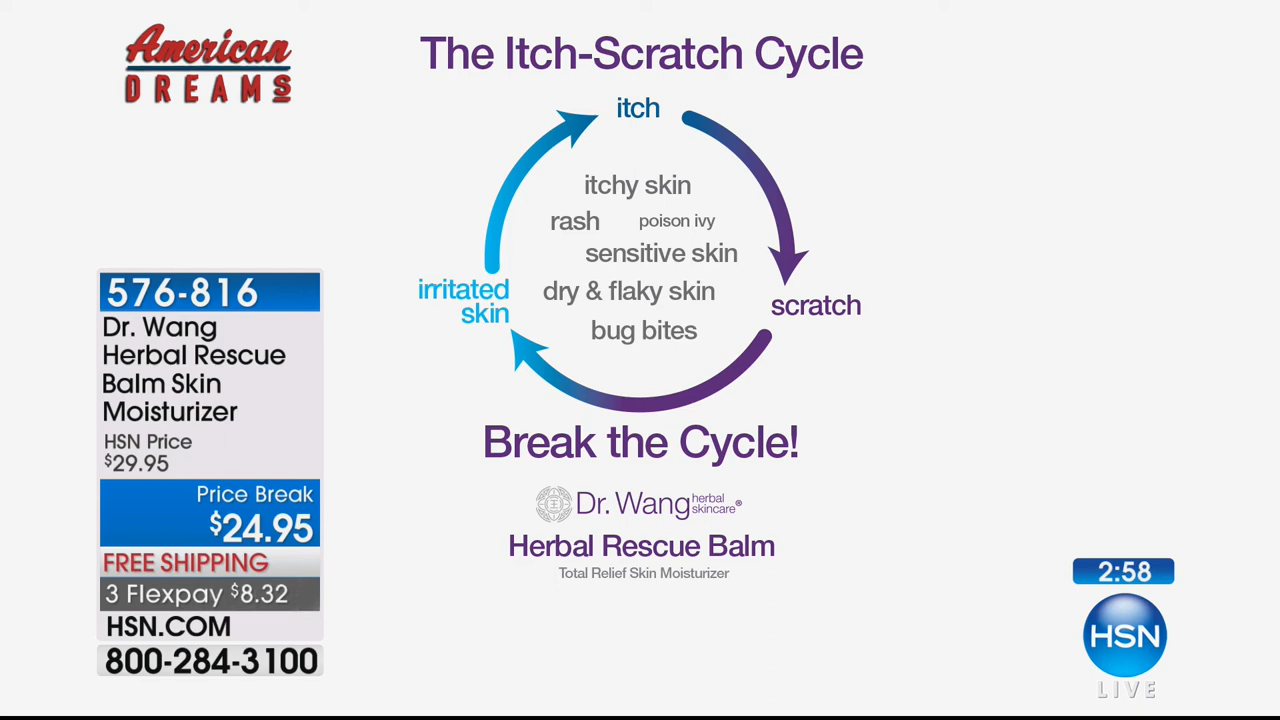 American
DREAMS
The Itch-Scratch Cycle
itch
itchy skin
rash
poison ivy
sensitive skin
dry & flaky skin
bug bites
irritated
skin
scratch
Break the Cycle!
Dr. Wang herbal
skincare®
Herbal Rescue Balm
Total Relief Skin Moisturizer
576-816
Dr. Wang
Herbal Rescue
Balm Skin
Moisturizer
HSN Price
$29.95
Price Break
$24.95
FREE SHIPPING
3 Flexpay $8.32
HSN.COM
800-284-3100
2:58
HSN
LIVE